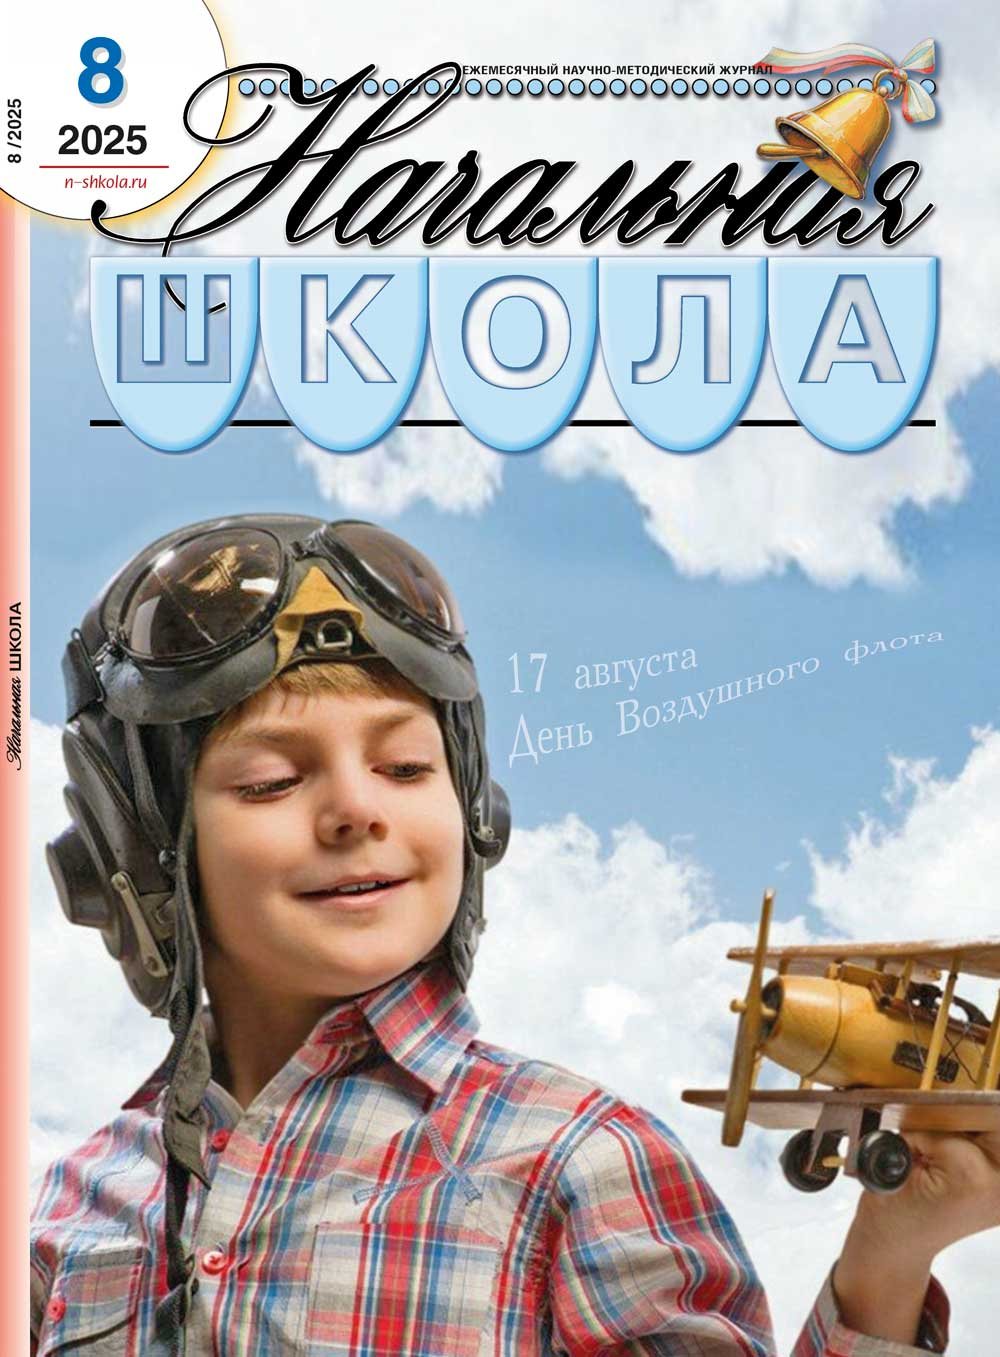 8
2025
n-shkola.ru
8/2025
ЕЖЕМЕСЯЧНЫЙ НАУЧНО-МЕТОДИЧЕСКИЙ ЖУРНАЛ
Начальная
ШКОЛА
17 августа
День Воздушного флота
Начальная ШКОЛА